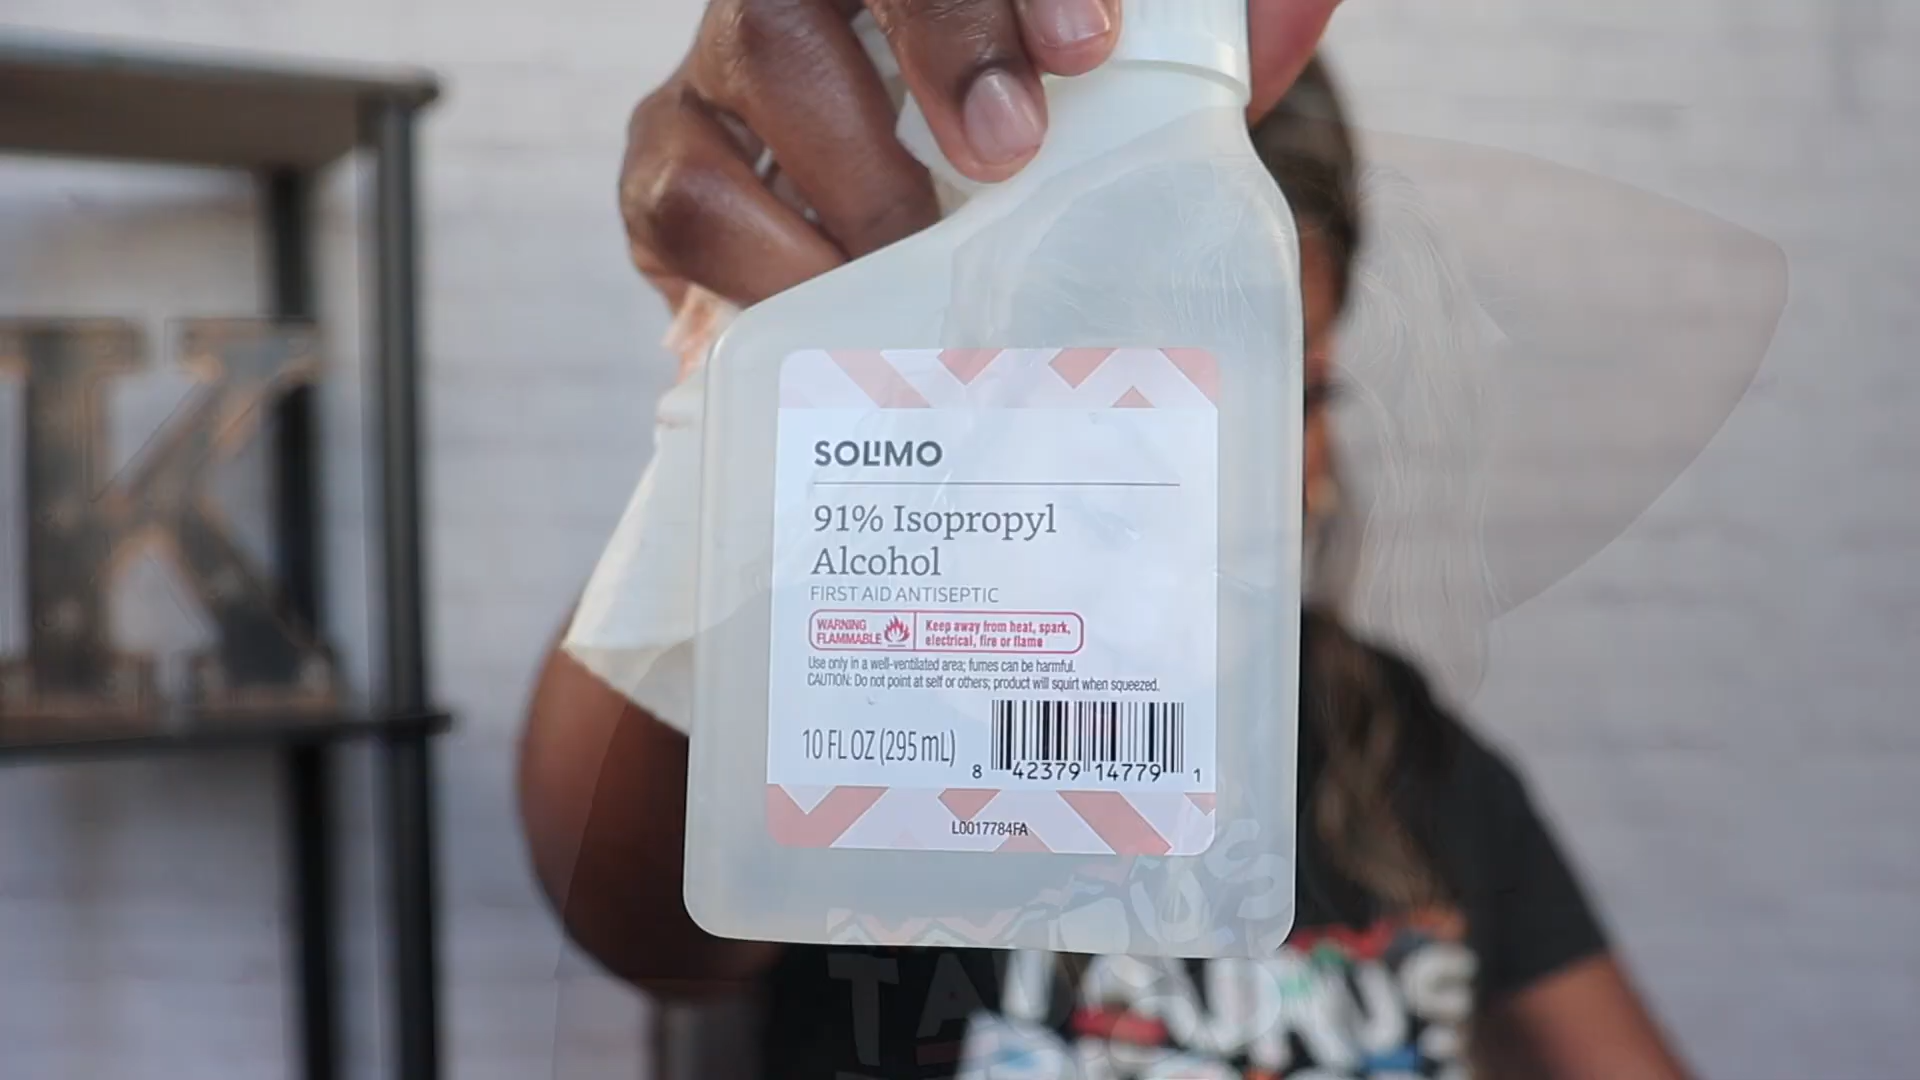 K
SOLIMO
91% Isopropyl
Alcohol
FIRST AID ANTISEPTIC
WARNING
FLAMMABLE
Keep away from heat, spark,
electrical, fire or flame
Use only in a well-ventilated area; fumes can be harmful.
CAUTION: Do not point at self or others; product will squirt when squeezed.
10 FL OZ (295 mL)
8 42379 14779 1
L0017784FA
TAURUS